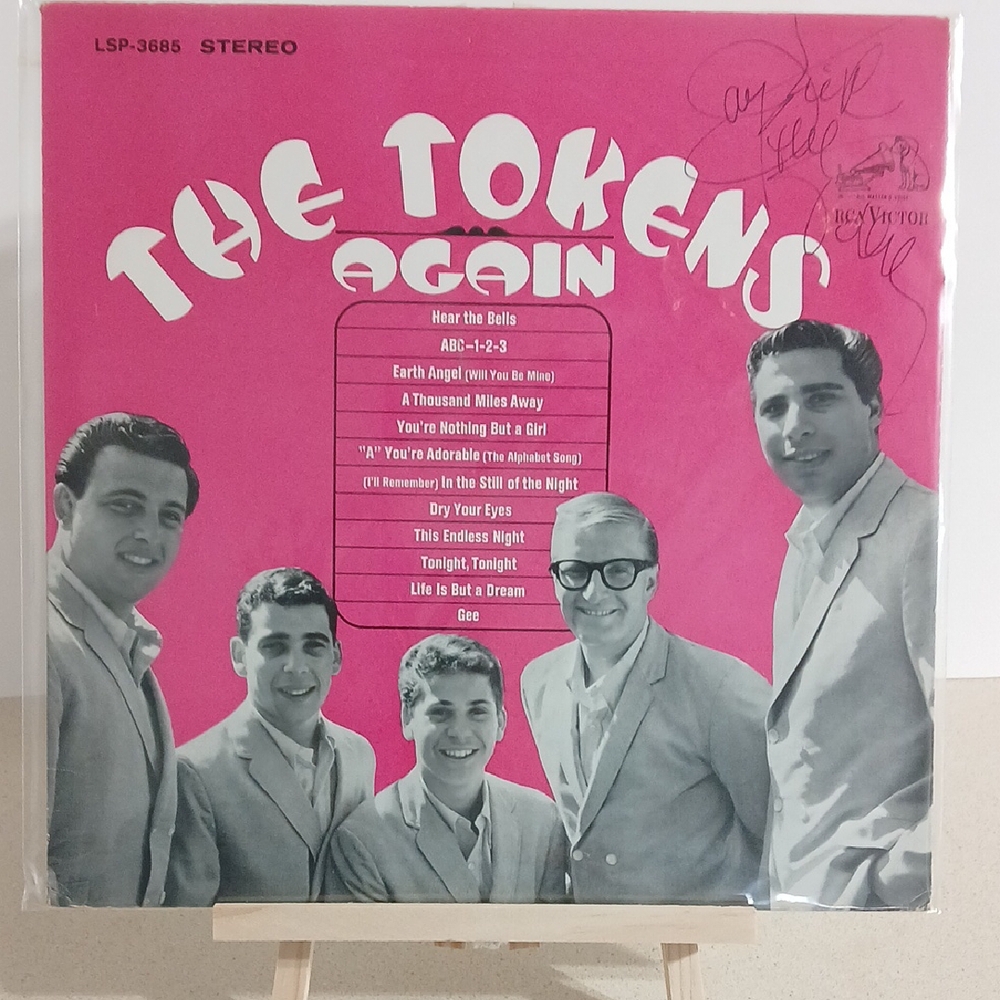 LSP-3685 STEREO
THE TOKENS
AGAIN
RCA VICTOR
Hear the Bells
ABC-1-2-3
Earth Angel (Will You Be Mine)
A Thousand Miles Away
You're Nothing But a Girl
"A" You're Adorable (The Alphabet Song)
(I'll Remember) In the Still of the Night
Dry Your Eyes
This Endless Night
Tonight, Tonight
Life Is But a Dream
Gee